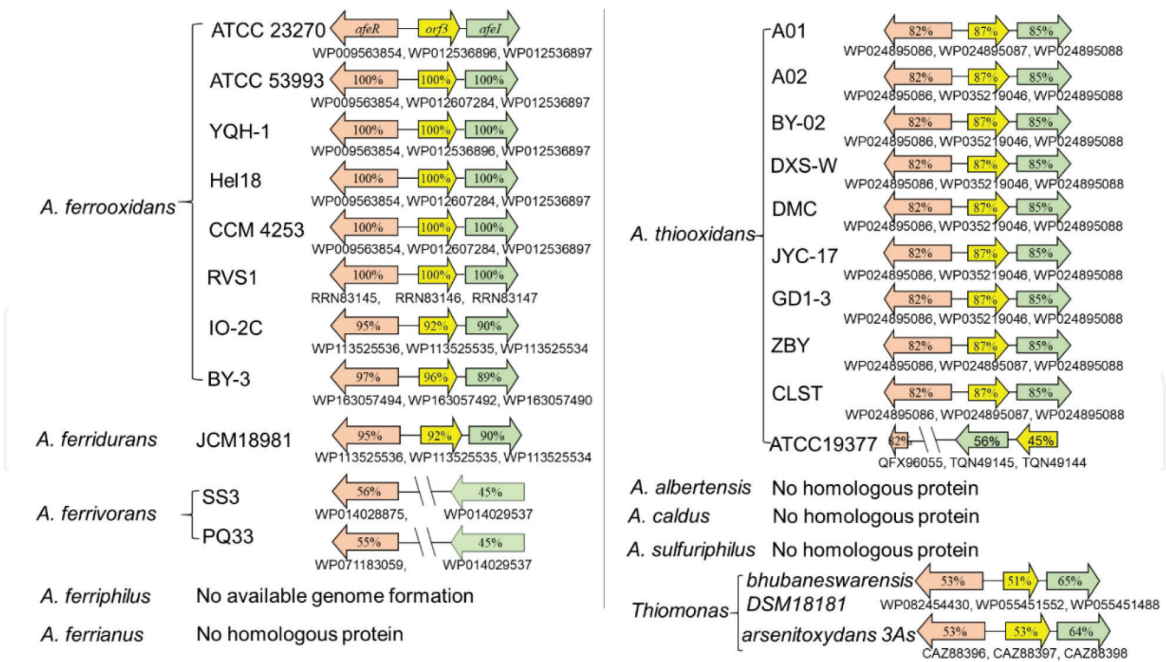 ATCC 23270
afeR orf3 afeI
WP009563854, WP012536896, WP012536897
ATCC 53993
100% 100% 100%
WP009563854, WP012607284, WP012536897
YQH-1
100% 100% 100%
WP009563854, WP012536896, WP012536897
Hel18
100% 100% 100%
WP009563854, WP012607284, WP012536897
A. ferrooxidans
CCM 4253
100% 100% 100%
WP009563854, WP012607284, WP012536897
RVS1
100% 100% 100%
RRN83145, RRN83146, RRN83147
IO-2C
95% 92% 90%
WP113525536, WP113525535, WP113525534
BY-3
97% 96% 89%
WP163057494, WP163057492, WP163057490
A. ferridurans JCM18981
95% 92% 90%
WP113525536, WP113525535, WP113525534
A. ferrivorans
SS3
56% 45%
WP014028875, WP014029537
PQ33
55% 45%
WP071183059, WP014029537
A. ferriphilus No available genome formation
A. ferrianus No homologous protein
A01
82% 87% 85%
WP024895086, WP024895087, WP024895088
A02
82% 87% 85%
WP024895086, WP035219046, WP024895088
BY-02
82% 87% 85%
WP024895086, WP035219046, WP024895088
DXS-W
82% 87% 85%
WP024895086, WP035219046, WP024895088
A. thiooxidans
DMC
82% 87% 85%
WP024895086, WP035219046, WP024895088
JYC-17
82% 87% 85%
WP024895086, WP035219046, WP024895088
GD1-3
82% 87% 85%
WP024895086, WP035219046, WP024895088
ZBY
82% 87% 85%
WP024895086, WP024895087, WP024895088
CLST
82% 87% 85%
WP024895086, WP024895087, WP024895088
ATCC19377
82% 56% 45%
QFX96055, TQN49145, TQN49144
A. albertensis No homologous protein
A. caldus No homologous protein
A. sulfuriphilus No homologous protein
Thiomonas
bhubaneswarensis
DSM18181
53% 51% 65%
WP082454430, WP055451552, WP055451488
arsenitoxydans 3As
53% 53% 64%
CAZ88396, CAZ88397, CAZ88398